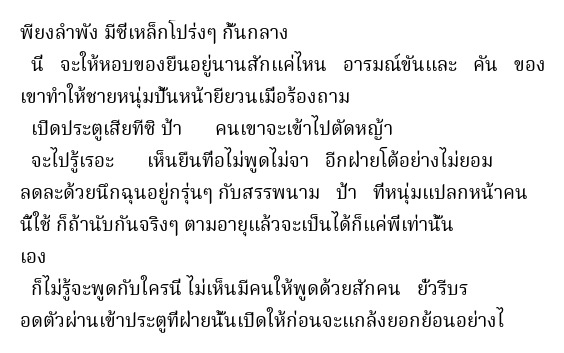 พียงลำพัง มีซี่เหล็กโปร่งๆ กั้นกลาง
นี่ จะให้หอบของยืนอยู่นานสักแค่ไหน อารมณ์ขันและ คัน ของ
เขาทำให้ชายหนุ่มปั้นหน้ายียวนเมื่อร้องถาม
เปิดประตูเสียทีซิ ป้า คนเขาจะเข้าไปตัดหญ้า
จะไปรู้เรอะ เห็นยืนทื่อไม่พูดไม่จา อีกฝ่ายโต้อย่างไม่ยอม
ลดละด้วยนึกฉุนอยู่กรุ่นๆ กับสรรพนาม ป้า ที่หนุ่มแปลกหน้าคน
นี้ใช้ ก็ถ้านับกันจริงๆ ตามอายุแล้วจะเป็นได้ก็แค่พี่เท่านั้น
เอง
ก็ไม่รู้จะพูดกับใครนี่ ไม่เห็นมีคนให้พูดด้วยสักคน ยั่วรีบร
อดตัวผ่านเข้าประตูที่ฝ่ายนั้นเปิดให้ก่อนจะแกล้งยอกย้อนอย่างไ